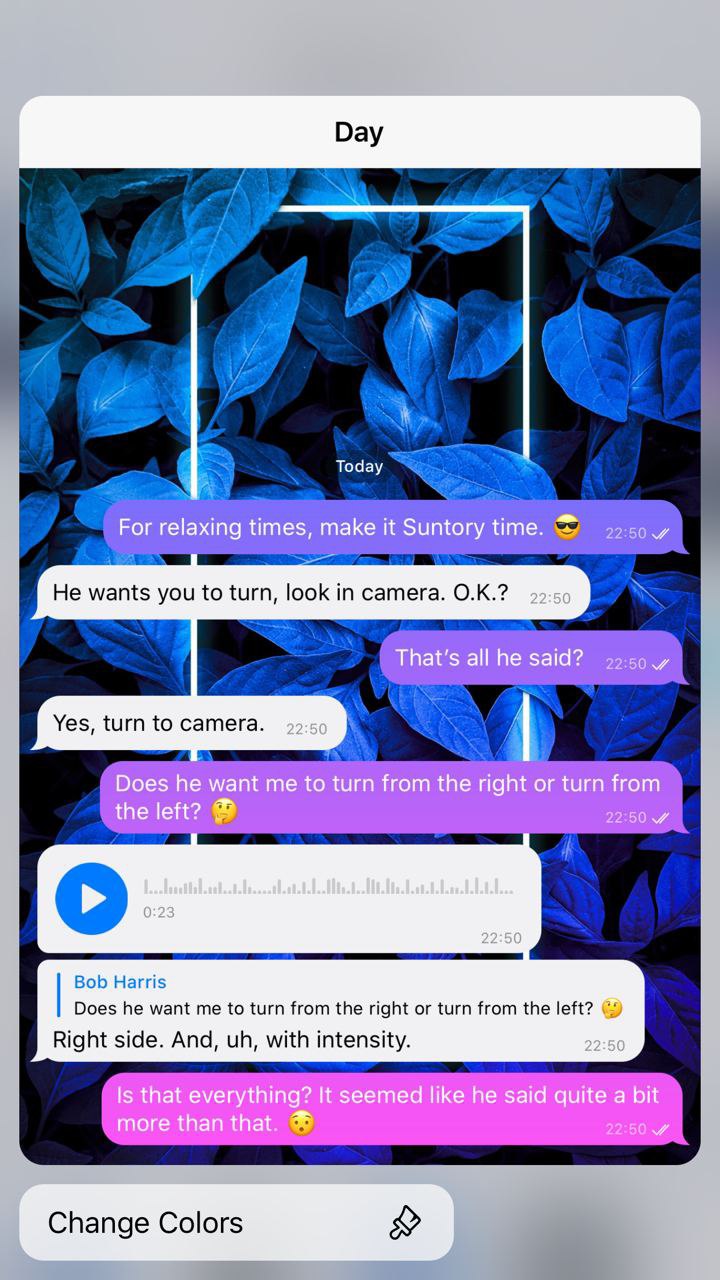 Day
Today
For relaxing times, make it Suntory time. 😎 22:50
He wants you to turn, look in camera. O.K.? 22:50
That’s all he said? 22:50
Yes, turn to camera. 22:50
Does he want me to turn from the right or turn from
the left? 🤔 22:50
0:23
22:50
Bob Harris
Does he want me to turn from the right or turn from the left? 🤔
Right side. And, uh, with intensity. 22:50
Is that everything? It seemed like he said quite a bit
more than that. 😯 22:50
Change Colors